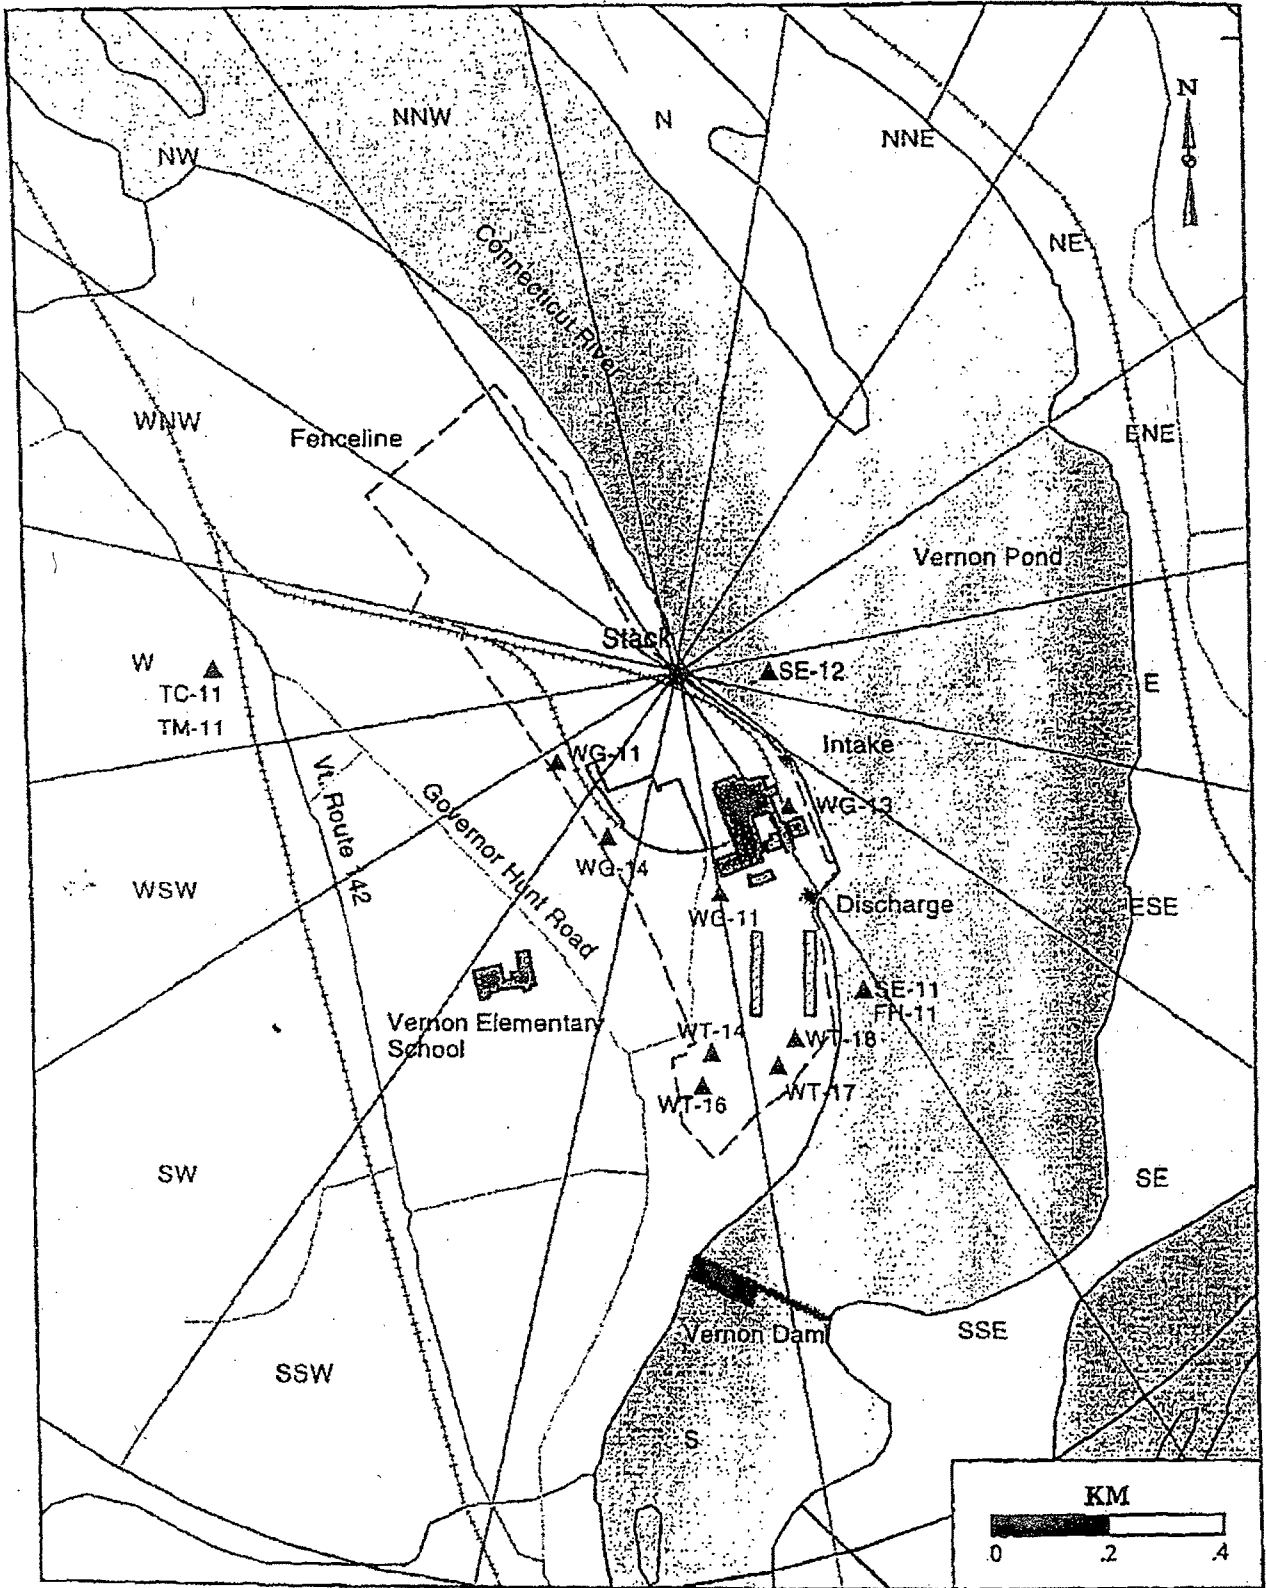 NNW
N
NNE
N
NW
NE
Connecticut River
WNW
Fenceline
ENE
Vernon Pond
Stack
SE-12
W
TC-11
TM-11
E
Intake
WG-11
Vt. Route 142
Governor Hunt Road
WG-13
WG-14
WSW
WG-11
Discharge
ESE
SE-11
FH-11
Vernon Elementary
School
WT-14
WT-18
WT-16
WT-17
SW
SE
Vernon Dam
SSE
SSW
S
KM
0 .2 .4